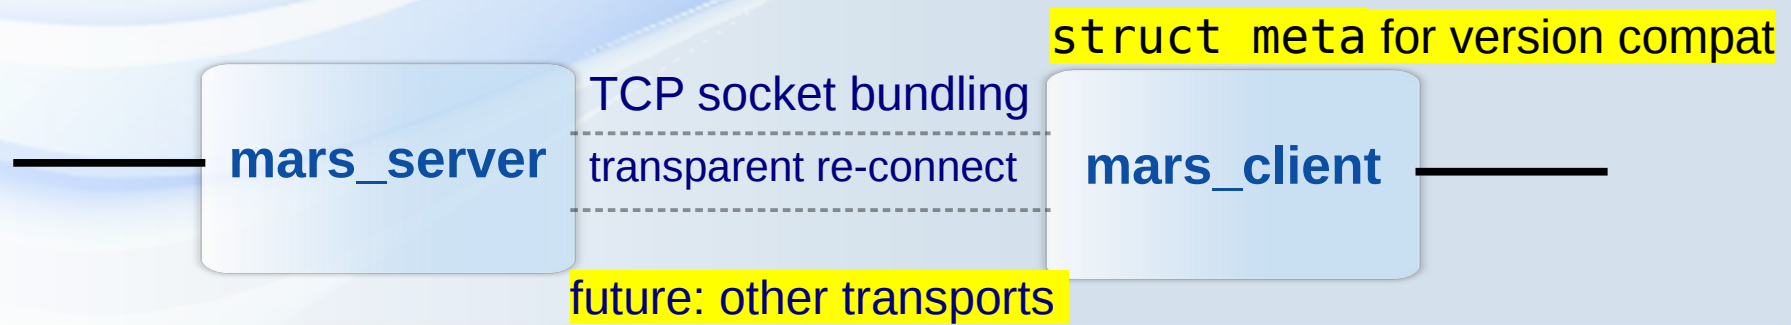 struct meta for version compat
TCP socket bundling
mars_server
transparent re-connect
mars_client
future: other transports